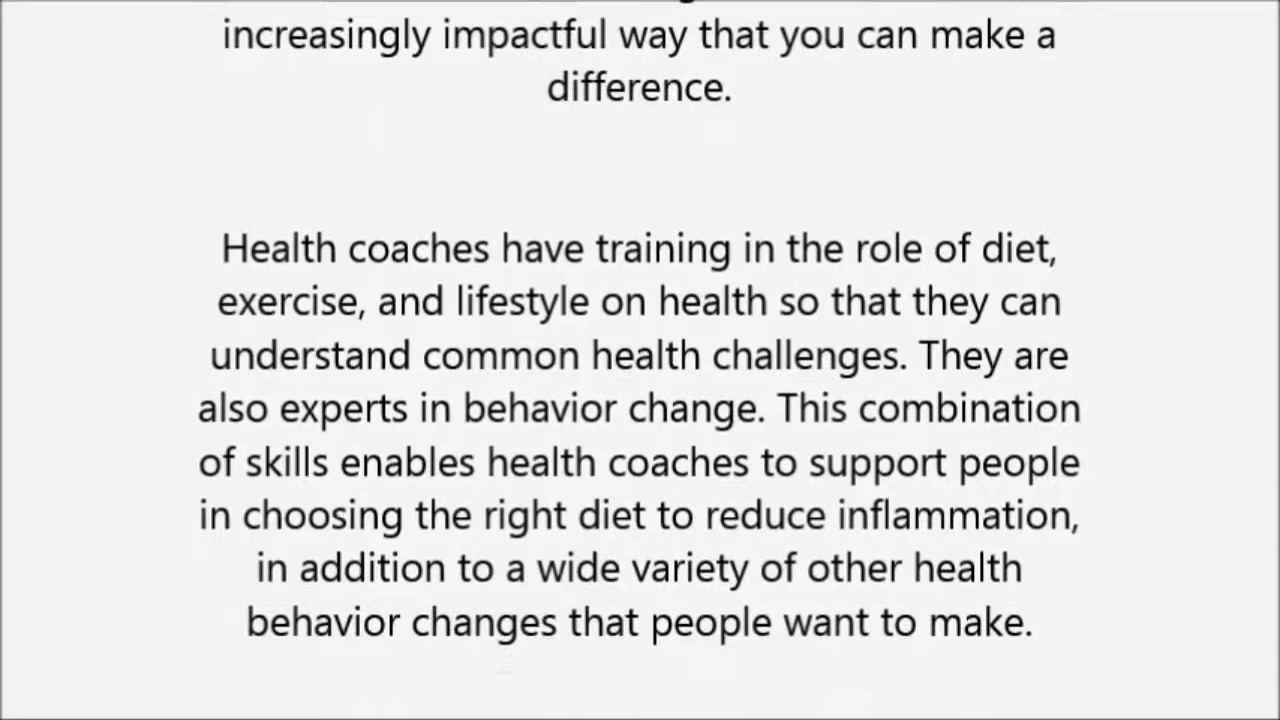 increasingly impactful way that you can make a
difference.
Health coaches have training in the role of diet,
exercise, and lifestyle on health so that they can
understand common health challenges. They are
also experts in behavior change. This combination
of skills enables health coaches to support people
in choosing the right diet to reduce inflammation,
in addition to a wide variety of other health
behavior changes that people want to make.